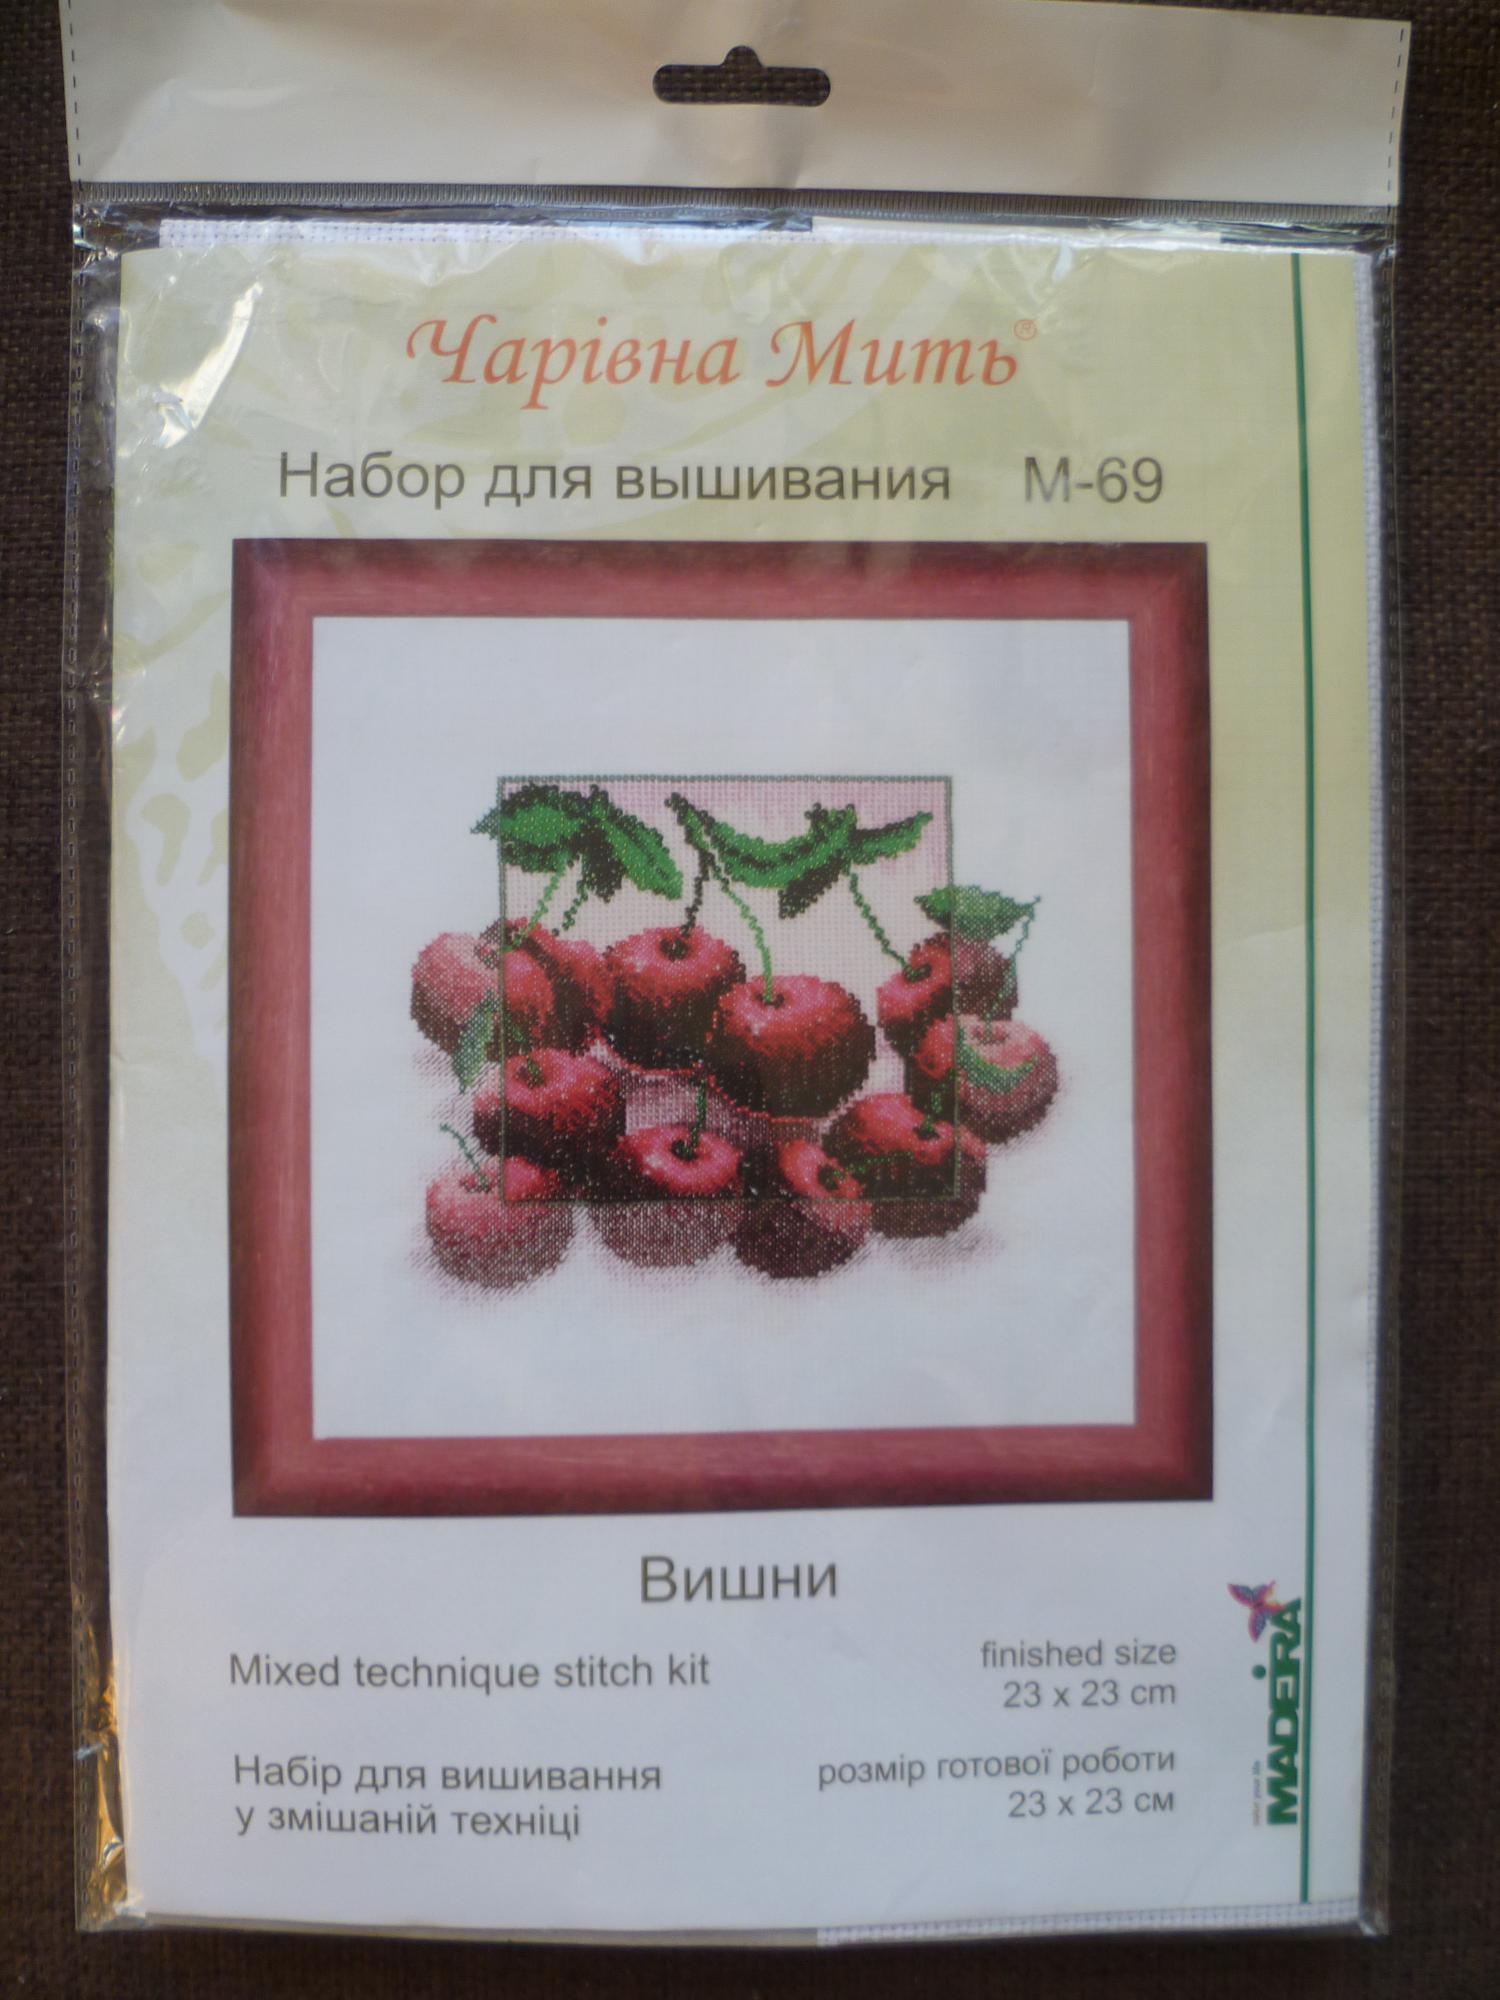 Чарівна Мить®
Набор для вышивания М-69
Вишни
Mixed technique stitch kit
finished size
23 x 23 cm
Набір для вишивання
у змішаній техніці
розмір готової роботи
23 x 23 см
MADEIRA